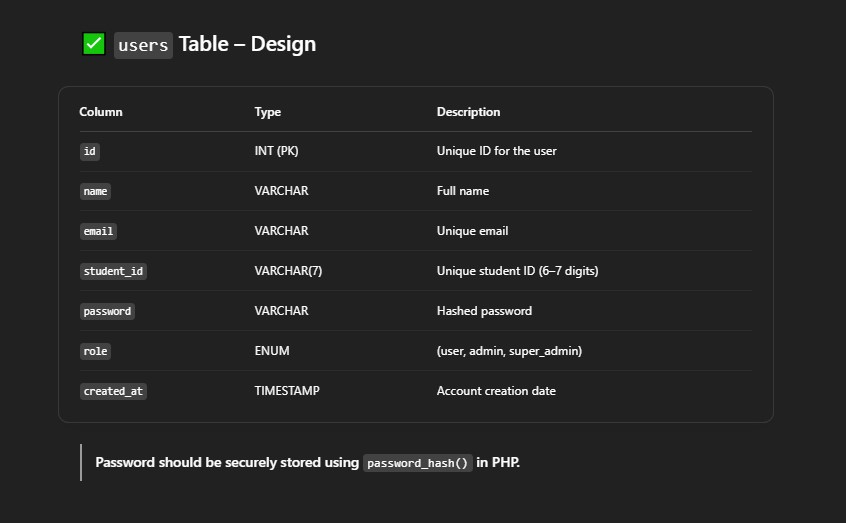 ✅ users Table – Design
Column Type Description
id INT (PK) Unique ID for the user
name VARCHAR Full name
email VARCHAR Unique email
student_id VARCHAR(7) Unique student ID (6–7 digits)
password VARCHAR Hashed password
role ENUM (user, admin, super_admin)
created_at TIMESTAMP Account creation date
Password should be securely stored using password_hash() in PHP.